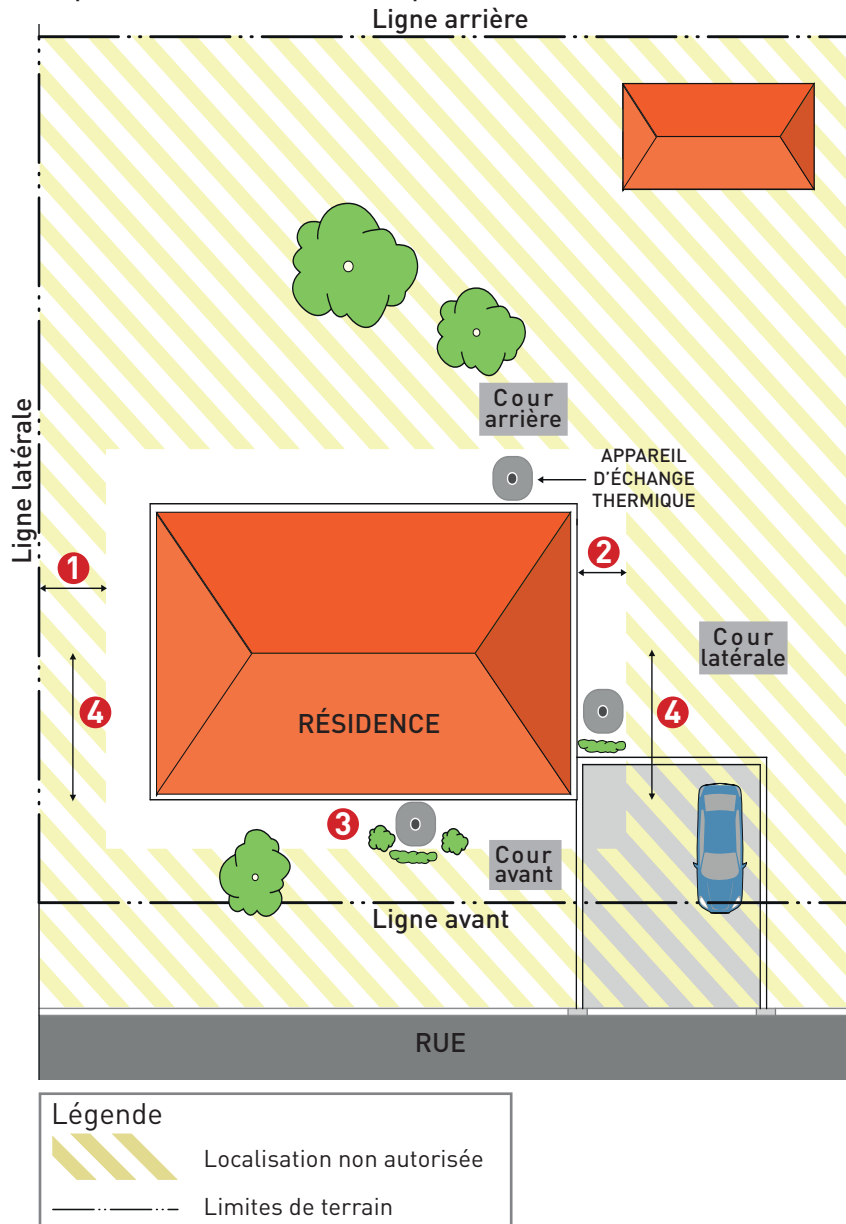 Ligne arrière
Cour
arrière
APPAREIL
D'ÉCHANGE
THERMIQUE
Ligne latérale
1
2
Cour
latérale
4
4
RÉSIDENCE
3
Cour
avant
Ligne avant
RUE
Légende
Localisation non autorisée
Limites de terrain